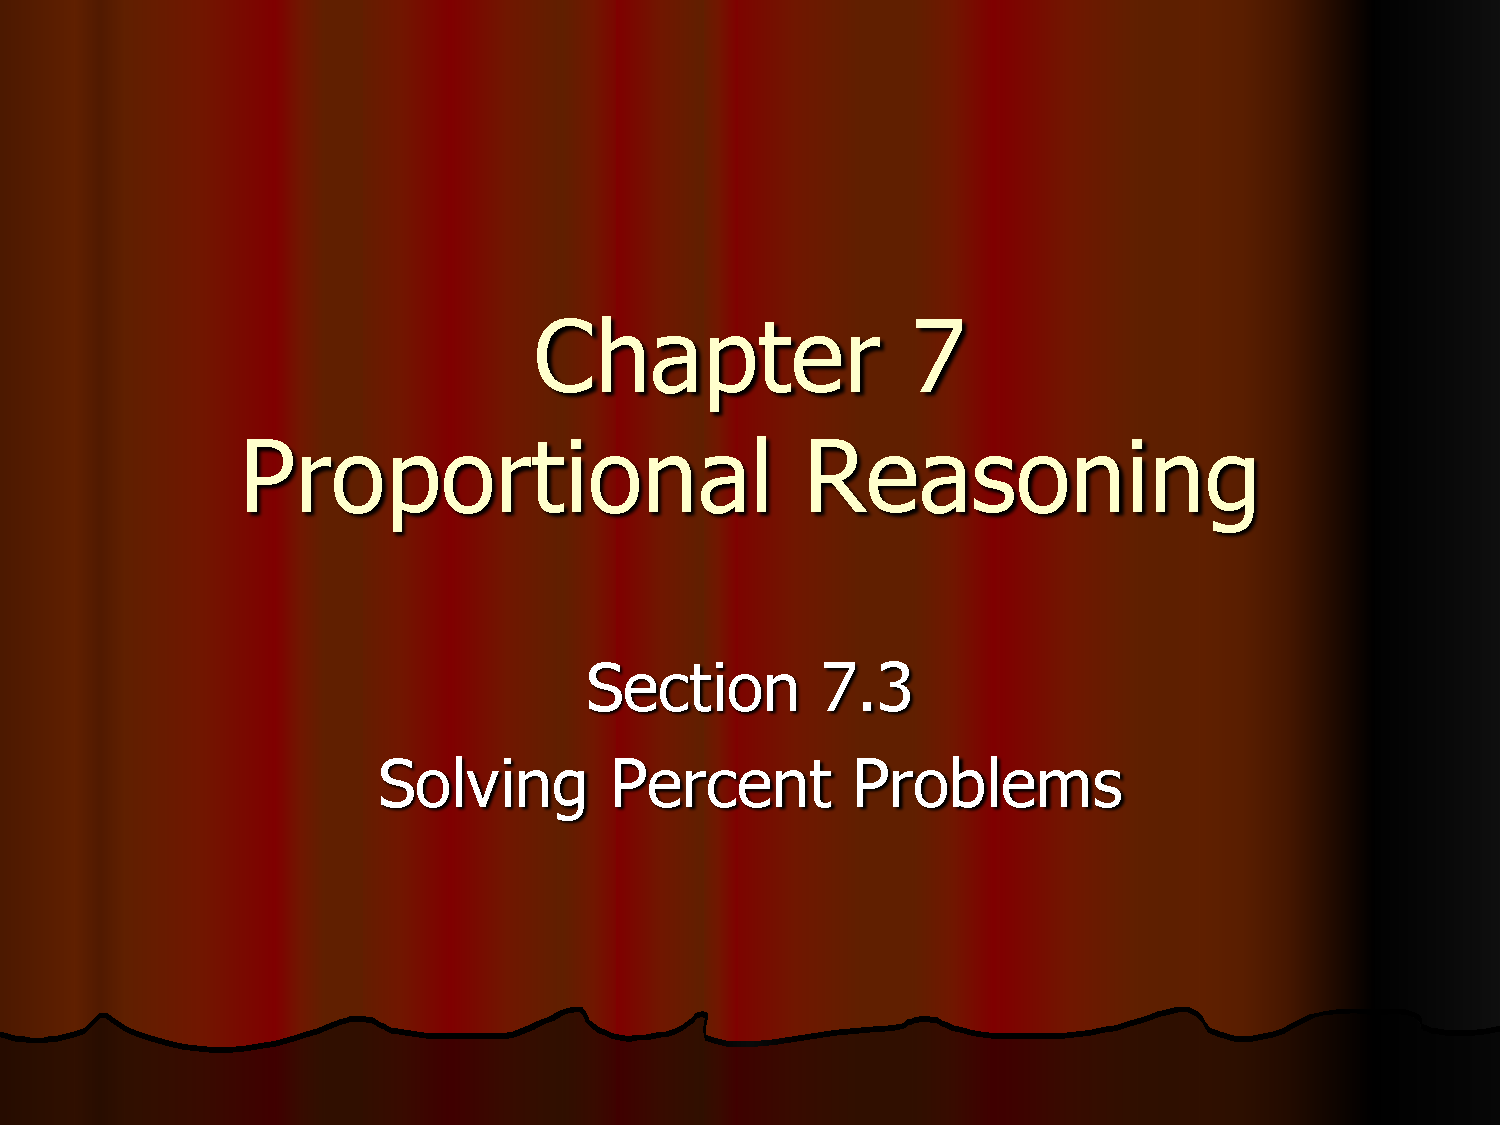 Chapter 7
Proportional Reasoning
Section 7.3
Solving Percent Problems